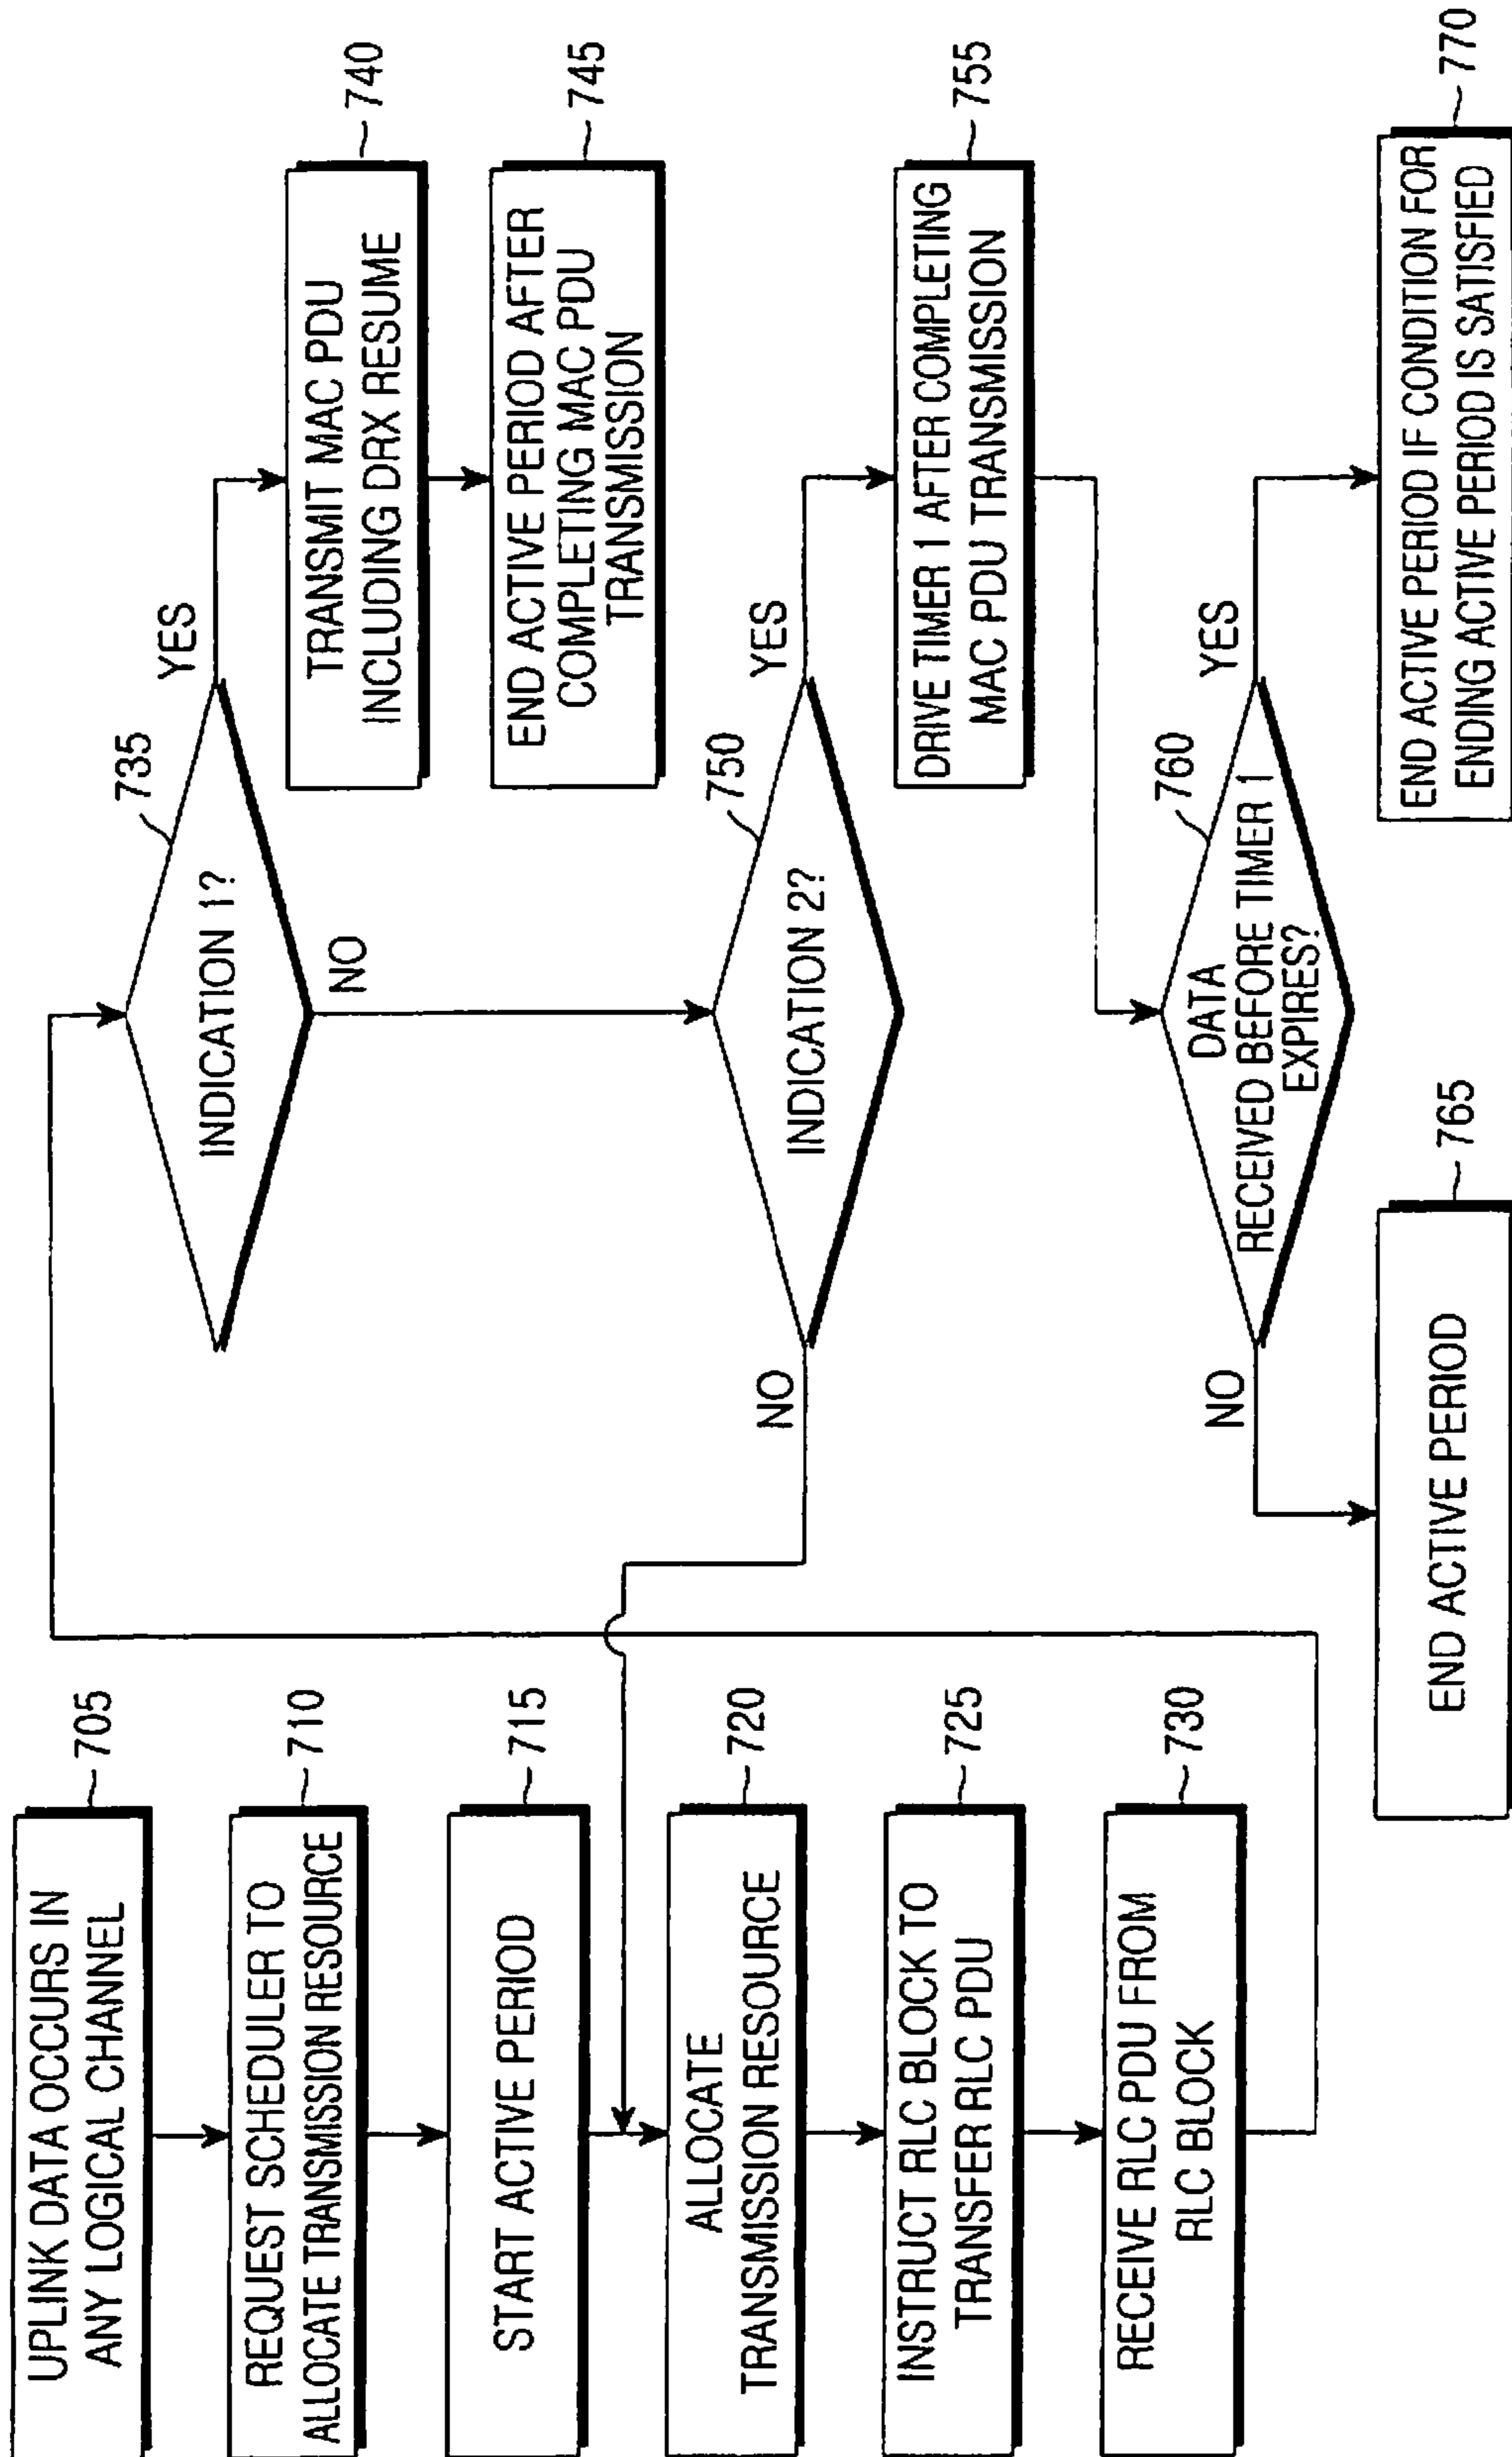 UPLINK DATA OCCURS IN
ANY LOGICAL CHANNEL
705
REQUEST SCHEDULER TO
ALLOCATE TRANSMISSION RESOURCE
710
START ACTIVE PERIOD
715
ALLOCATE
TRANSMISSION RESOURCE
720
INSTRUCT RLC BLOCK TO
TRANSFER RLC PDU
725
RECEIVE RLC PDU FROM
RLC BLOCK
730
735
INDICATION 1?
YES
NO
TRANSMIT MAC PDU
INCLUDING DRX RESUME
740
END ACTIVE PERIOD AFTER
COMPLETING MAC PDU
TRANSMISSION
745
750
INDICATION 2?
YES
NO
DRIVE TIMER 1 AFTER COMPLETING
MAC PDU TRANSMISSION
755
760
DATA
RECEIVED BEFORE TIMER 1
EXPIRES?
NO
YES
END ACTIVE PERIOD
765
END ACTIVE PERIOD IF CONDITION FOR
ENDING ACTIVE PERIOD IS SATISFIED
770